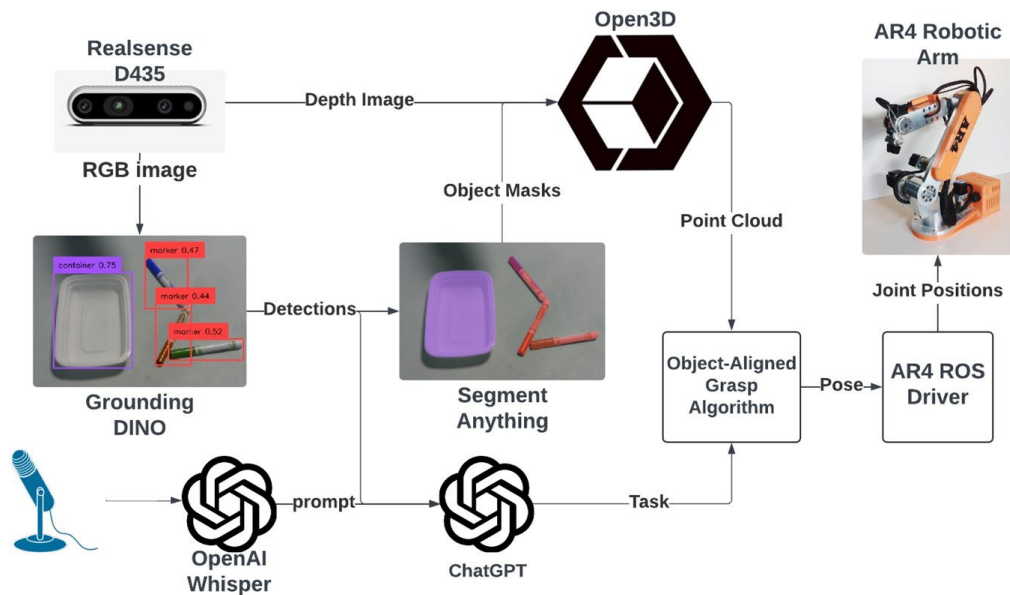 Open3D
AR4 Robotic
Arm
Realsense
D435
Depth Image
RGB image
Object Masks
Point Cloud
marker 0.47
container 0.75
marker 0.44
marker 0.52
Detections
Joint Positions
AR4
Object-Aligned
Grasp
Algorithm
Pose
AR4 ROS
Driver
Grounding
DINO
Segment
Anything
prompt
Task
OpenAI
Whisper
ChatGPT